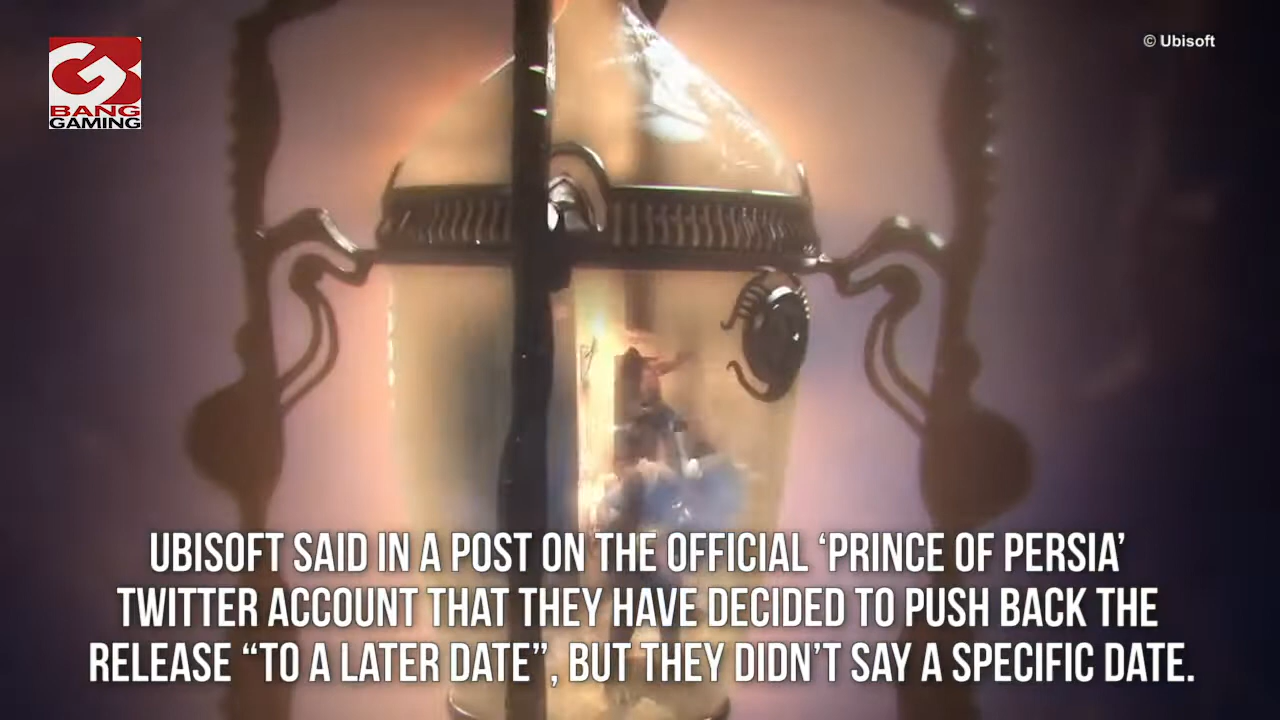 © Ubisoft
BANG
GAMING
UBISOFT SAID IN A POST ON THE OFFICIAL ‘PRINCE OF PERSIA’
TWITTER ACCOUNT THAT THEY HAVE DECIDED TO PUSH BACK THE
RELEASE “TO A LATER DATE”, BUT THEY DIDN’T SAY A SPECIFIC DATE.